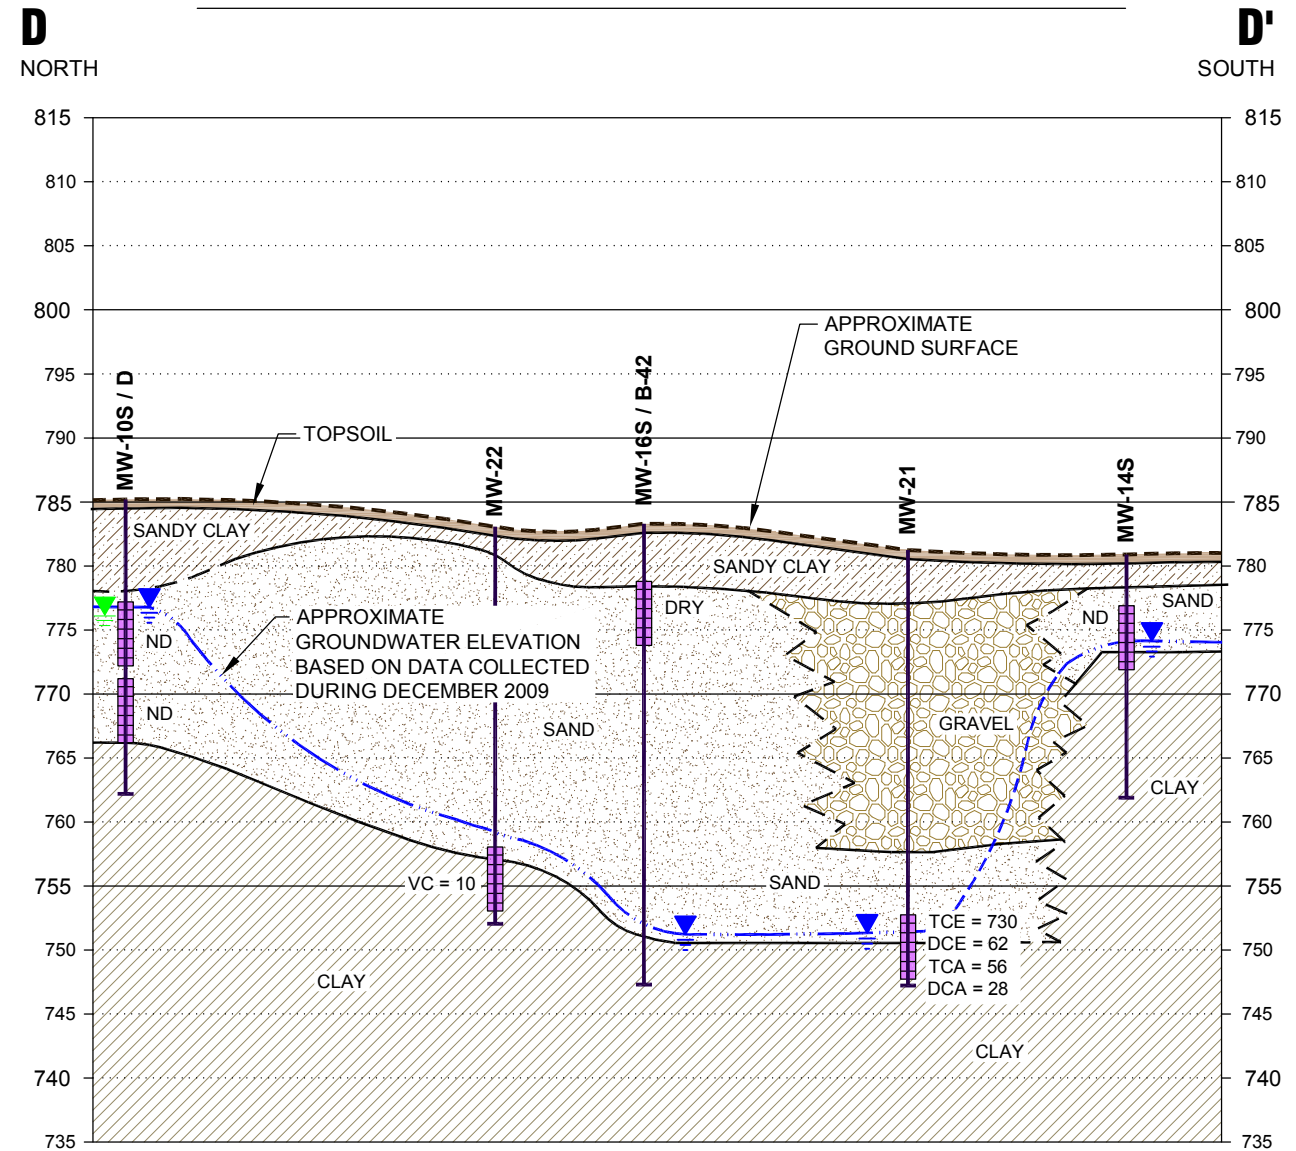 D
D'
NORTH
SOUTH
815
815
810
810
805
805
800
800
APPROXIMATE
GROUND SURFACE
795
795
MW-10S / D
MW-22
MW-16S / B-42
MW-21
MW-14S
790
790
TOPSOIL
785
785
SANDY CLAY
SANDY CLAY
780
780
DRY
SAND
ND
775
775
ND
APPROXIMATE
GROUNDWATER ELEVATION
BASED ON DATA COLLECTED
DURING DECEMBER 2009
770
770
ND
SAND
GRAVEL
765
765
CLAY
760
760
VC = 10
SAND
755
755
TCE = 730
DCE = 62
TCA = 56
DCA = 28
750
750
CLAY
745
745
CLAY
740
740
735
735